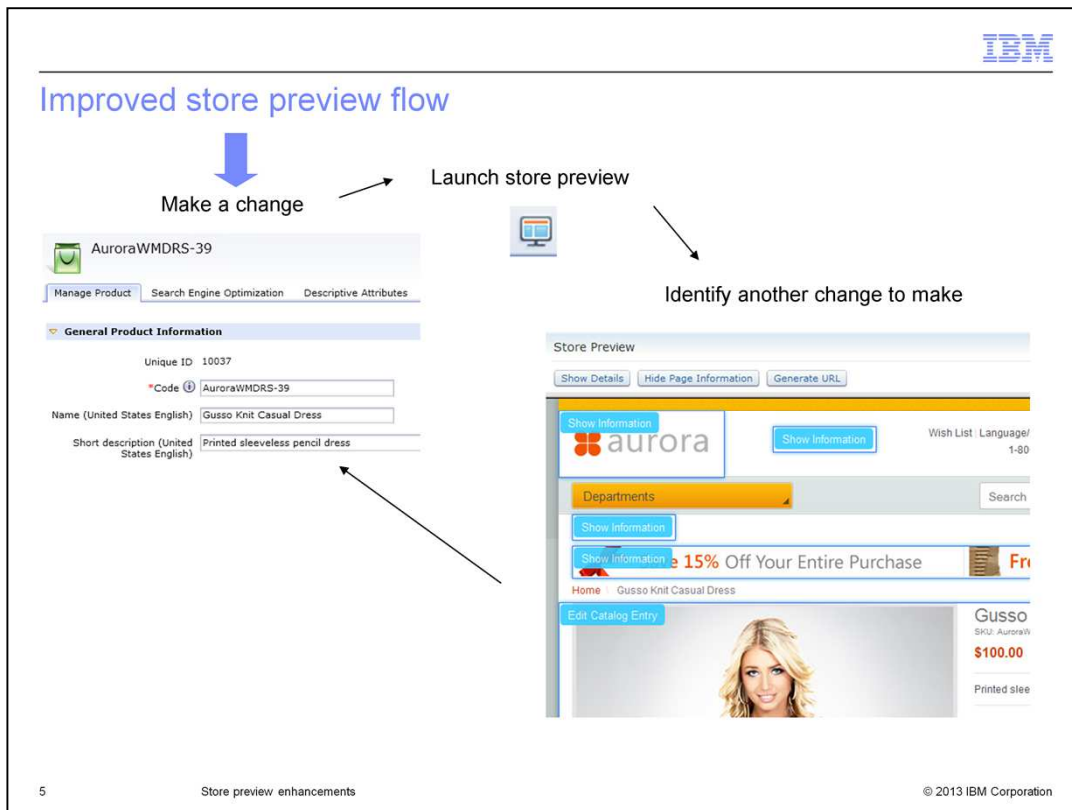 IBM
Improved store preview flow
Make a change
Launch store preview
Identify another change to make
AuroraWMDRS-39
Manage Product
Search Engine Optimization
Descriptive Attributes
General Product Information
Unique ID 10037
*Code AuroraWMDRS-39
Name (United States English) Gusso Knit Casual Dress
Short description (United States English) Printed sleeveless pencil dress
Store Preview
Show Details
Hide Page Information
Generate URL
Show Information
aurora
Show Information
Wish List Language/
1-80
Departments
Search
Show Information
Show Information
15% Off Your Entire Purchase
Fr
Home Gusso Knit Casual Dress
Edit Catalog Entry
Gusso
SKU: AuroraW
$100.00
Printed slee
5
Store preview enhancements
© 2013 IBM Corporation